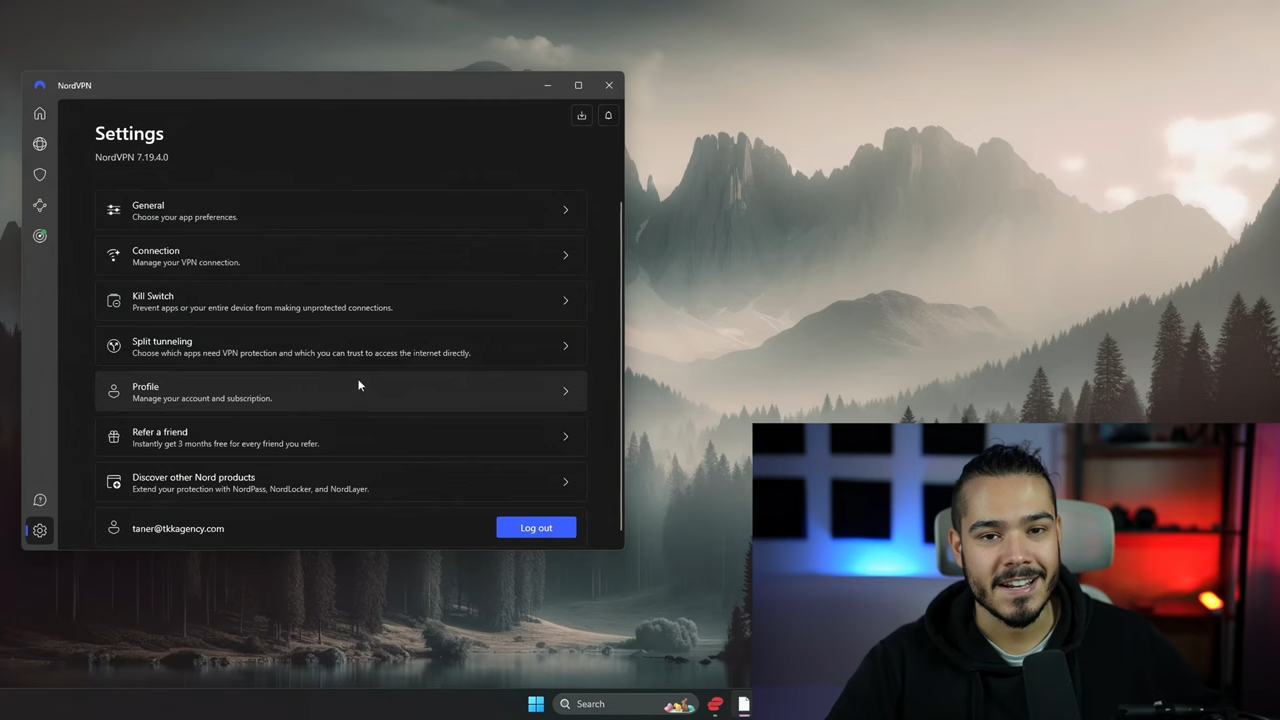 NordVPN
Settings
NordVPN 7.19.4.0
General
Choose your app preferences.
Connection
Manage your VPN connection.
Kill Switch
Prevent apps or your entire device from making unprotected connections.
Split tunneling
Choose which apps need VPN protection and which you can trust to access the internet directly.
Profile
Manage your account and subscription.
Refer a friend
Instantly get 3 months free for every friend you refer.
Discover other Nord products
Extend your protection with NordPass, NordLocker, and NordLayer.
taner@tkkagency.com
Log out
Search